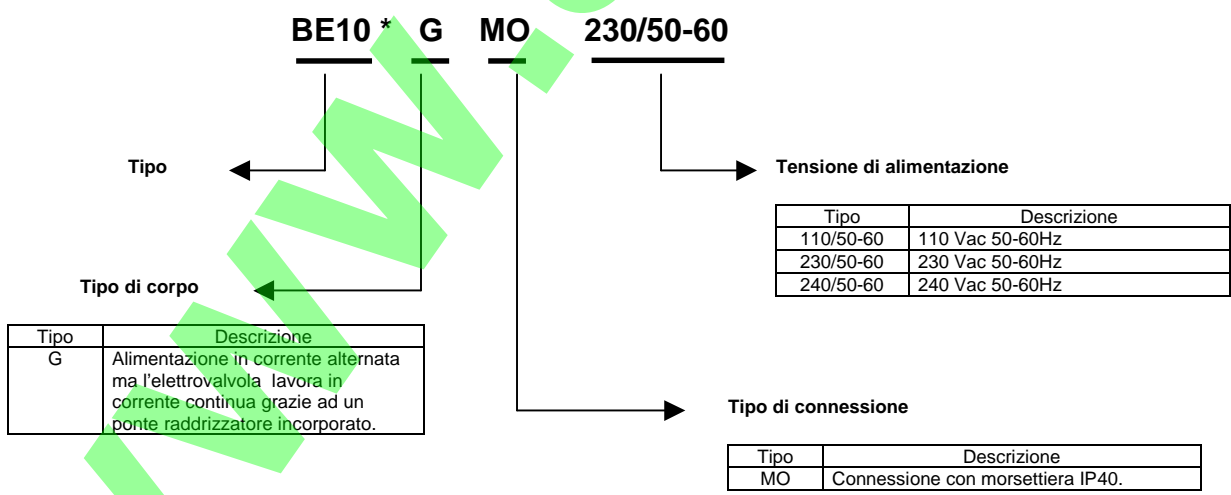 BE10 * G MO 230/50-60
Tipo
Tensione di alimentazione
Tipo Descrizione
110/50-60 110 Vac 50-60Hz
230/50-60 230 Vac 50-60Hz
240/50-60 240 Vac 50-60Hz
Tipo di corpo
Tipo Descrizione
G Alimentazione in corrente alternata
ma l'elettrovalvola lavora in
corrente continua grazie ad un
ponte raddrizzatore incorporato.
Tipo di connessione
Tipo Descrizione
MO Connessione con morsettiera IP40.